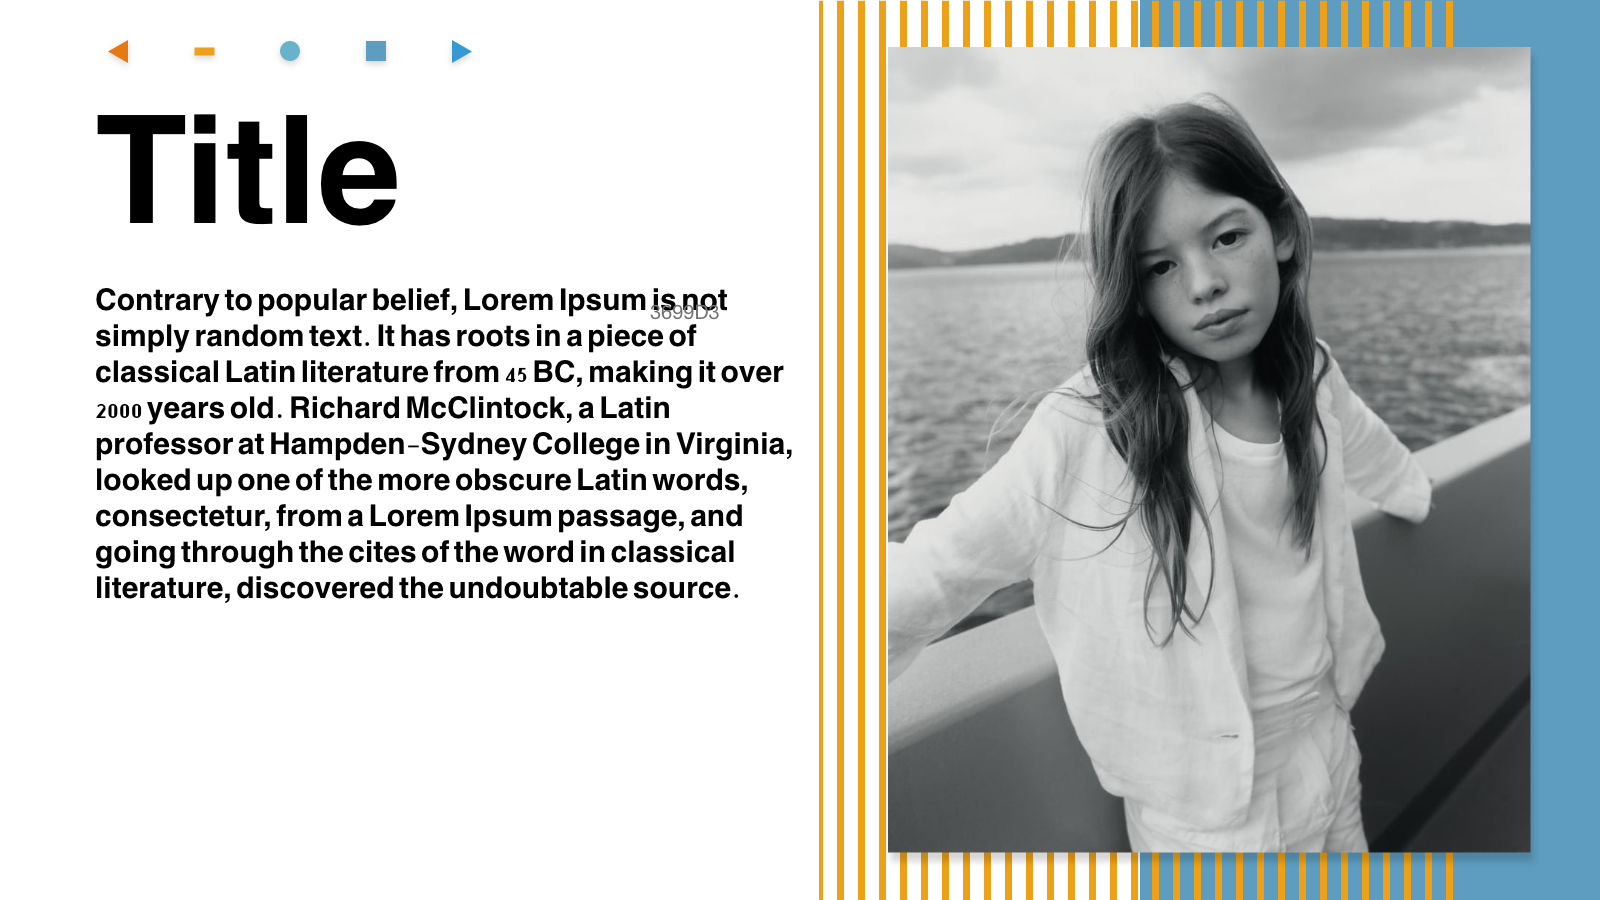 Title
Contrary to popular belief, Lorem Ipsum is not
3699D3
simply random text. It has roots in a piece of
classical Latin literature from 45 BC, making it over
2000 years old. Richard McClintock, a Latin
professor at Hampden-Sydney College in Virginia,
looked up one of the more obscure Latin words,
consectetur, from a Lorem Ipsum passage, and
going through the cites of the word in classical
literature, discovered the undoubtable source.